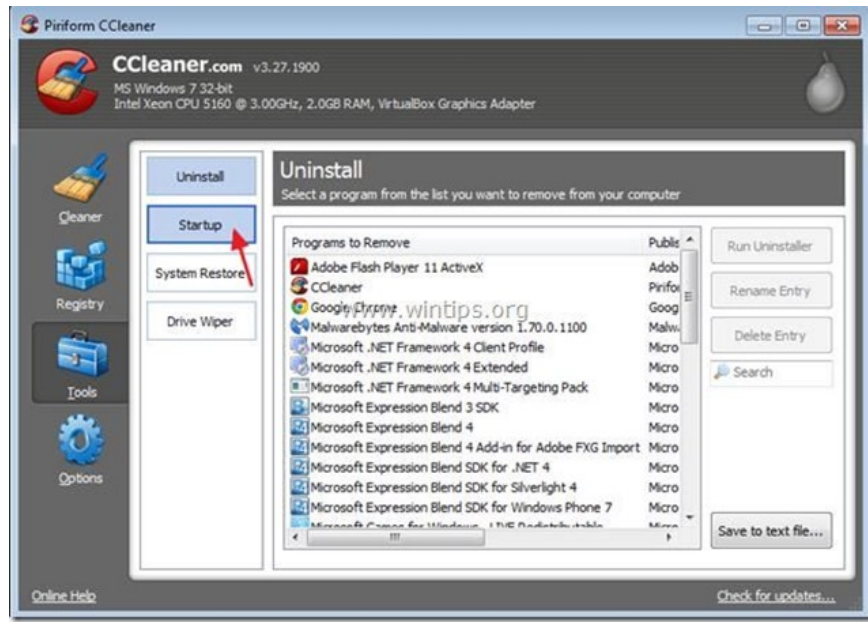 Piriform CCleaner
CCleaner.com v3.27.1900
MS Windows 7 32-bit
Intel Xeon CPU 5160 @ 3.00GHz, 2.0GB RAM, VirtualBox Graphics Adapter
Cleaner
Registry
Tools
Options
Uninstall
Startup
System Restore
Drive Wiper
Uninstall
Select a program from the list you want to remove from your computer
Programs to Remove Publis
Adobe Flash Player 11 ActiveX Adob
CCleaner Pirifor
Google Chrome Goog
www.wintips.org
Malwarebytes Anti-Malware version 1.70.0.1100 Malw
Microsoft .NET Framework 4 Client Profile Micro
Microsoft .NET Framework 4 Extended Micro
Microsoft .NET Framework 4 Multi-Targeting Pack Micro
Microsoft Expression Blend 3 SDK Micro
Microsoft Expression Blend 4 Micro
Microsoft Expression Blend 4 Add-in for Adobe FXG Import Micro
Microsoft Expression Blend SDK for .NET 4 Micro
Microsoft Expression Blend SDK for Silverlight 4 Micro
Microsoft Expression Blend SDK for Windows Phone 7 Micro
Microsoft Games for Windows - LIVE Redistributable Micro
Run Uninstaller
Rename Entry
Delete Entry
Search
Save to text file...
Online Help
Check for updates...